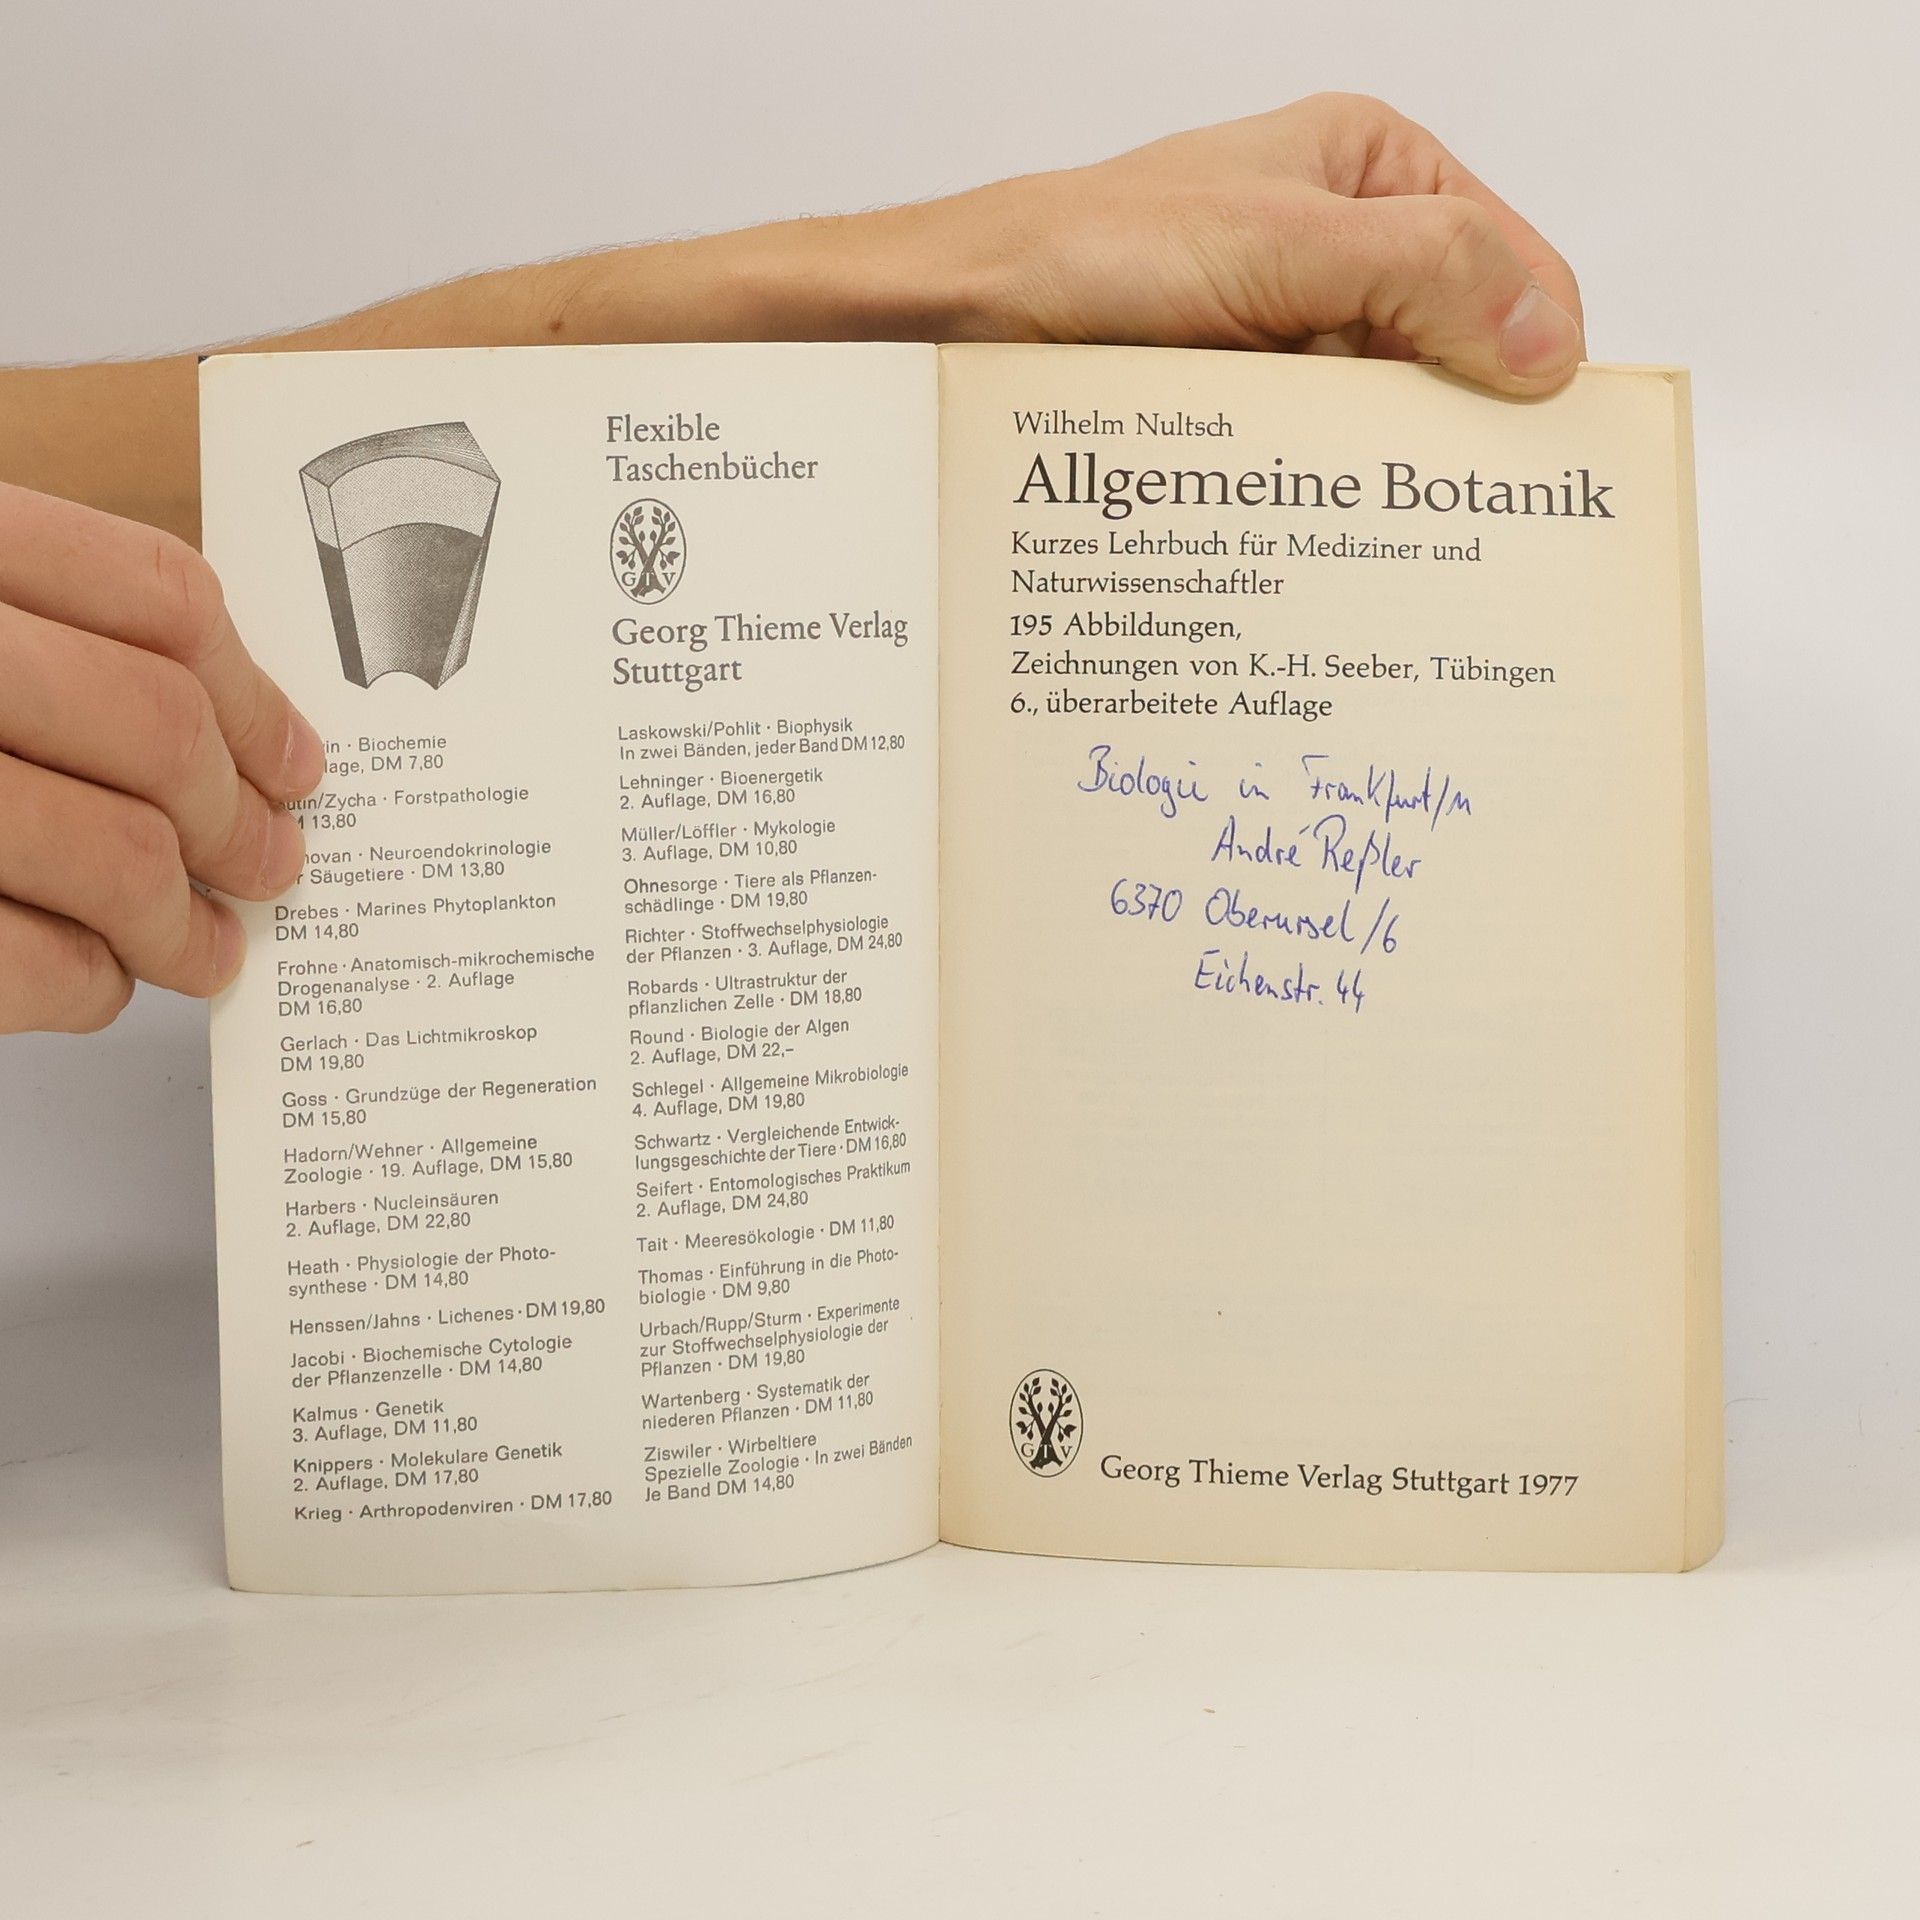 Flexible
Taschenbücher
G T V
Georg Thieme Verlag
Stuttgart
Biochemie
DM 7,80
/Zycha · Forstpathologie
13,80
Neuroendokrinologie
Säugetiere · DM 13,80
Drebes · Marines Phytoplankton
DM 14,80
Frohne · Anatomisch-mikrochemische
Drogenanalyse · 2. Auflage
DM 16,80
Gerlach · Das Lichtmikroskop
DM 19,80
Goss · Grundzüge der Regeneration
DM 15,80
Hadorn/Wehner · Allgemeine
Zoologie · 19. Auflage, DM 15,80
Harbers · Nucleinsäuren
2. Auflage, DM 22,80
Heath · Physiologie der Photo-
synthese · DM 14,80
Henssen/Jahns · Lichenes · DM 19,80
Jacobi · Biochemische Cytologie
der Pflanzenzelle · DM 14,80
Kalmus · Genetik
3. Auflage, DM 11,80
Knippers · Molekulare Genetik
2. Auflage, DM 17,80
Krieg · Arthropodenviren · DM 17,80
Laskowski/Pohlit · Biophysik
In zwei Bänden, jeder Band DM 12,80
Lehninger · Bioenergetik
2. Auflage, DM 16,80
Müller/Löffler · Mykologie
3. Auflage, DM 10,80
Ohnesorge · Tiere als Pflanzen-
schädlinge · DM 19,80
Richter · Stoffwechselphysiologie
der Pflanzen · 3. Auflage, DM 24,80
Robards · Ultrastruktur der
pflanzlichen Zelle · DM 18,80
Round · Biologie der Algen
2. Auflage, DM 22,–
Schlegel · Allgemeine Mikrobiologie
4. Auflage, DM 19,80
Schwartz · Vergleichende Entwick-
lungsgeschichte der Tiere · DM 16,80
Seifert · Entomologisches Praktikum
2. Auflage, DM 24,80
Tait · Meeresökologie · DM 11,80
Thomas · Einführung in die Photo-
biologie · DM 9,80
Urbach/Rupp/Sturm · Experimente
zur Stoffwechselphysiologie der
Pflanzen · DM 19,80
Wartenberg · Systematik der
niederen Pflanzen · DM 11,80
Ziswiler · Wirbeltiere
Spezielle Zoologie · In zwei Bänden
Je Band DM 14,80
Wilhelm Nultsch
Allgemeine Botanik
Kurzes Lehrbuch für Mediziner und
Naturwissenschaftler
195 Abbildungen,
Zeichnungen von K.-H. Seeber, Tübingen
6., überarbeitete Auflage
Biologie in Frankfurt/M
André Reßler
6370 Oberursel/6
Eichenstr. 44
G T V
Georg Thieme Verlag Stuttgart 1977